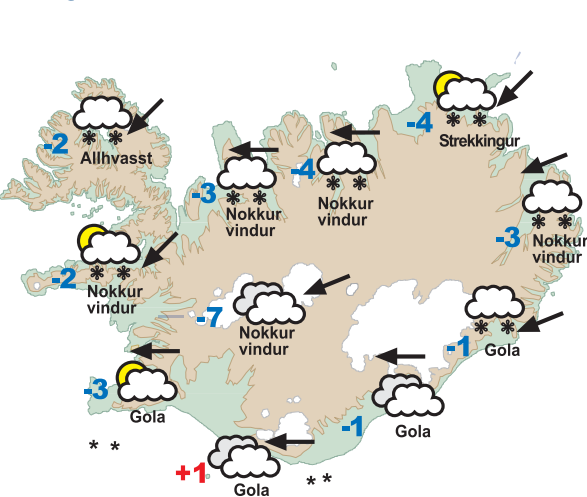 -4
Strekkingur
-2
Allhvasst
-4
Nokkur
vindur
-3
Nokkur
vindur
-3
Nokkur
vindur
-2
Nokkur
vindur
-7
Nokkur
vindur
-1
Gola
-3
Gola
-1
Gola
+1
Gola